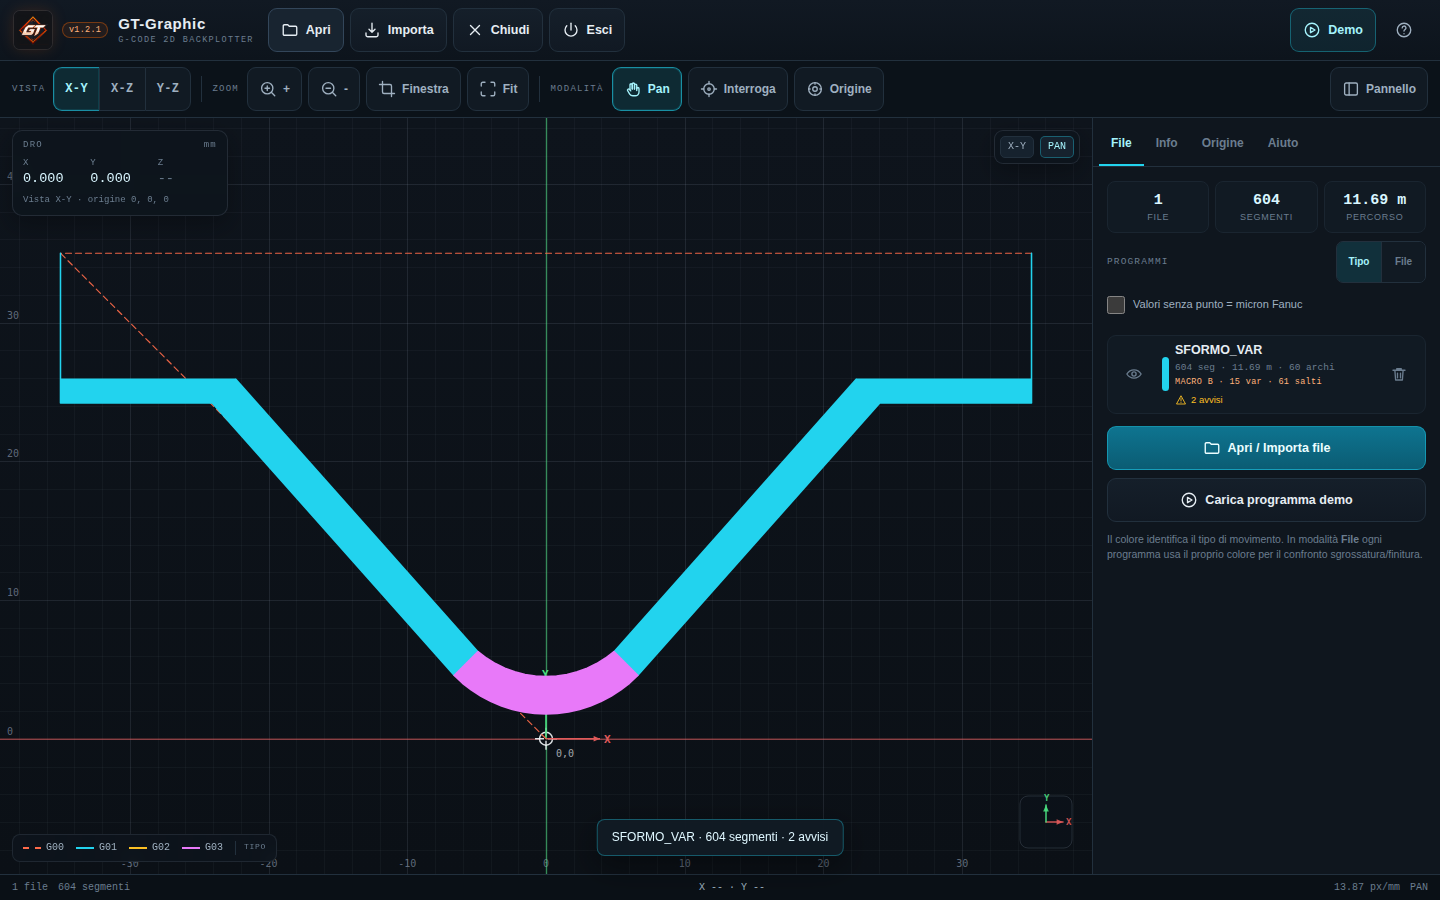 GT
v1.2.1
GT-Graphic
G-CODE 2D BACKPLOTTER
Apri
Importa
Chiudi
Esci
Demo
VISTA
X-Y
X-Z
Y-Z
ZOOM
+
-
Finestra
Fit
MODALITÀ
Pan
Interroga
Origine
Pannello
DRO
mm
X
Y
Z
0.000
0.000
--
Vista X-Y · origine 0, 0, 0
X-Y
PAN
4
30
20
10
0
Y
X
0,0
-30
-20
-10
0
10
20
30
G00
G01
G02
G03
TIPO
SFORMO_VAR · 604 segmenti · 2 avvisi
Y
X
File
Info
Origine
Aiuto
1
FILE
604
SEGMENTI
11.69 m
PERCORSO
PROGRAMMI
Tipo
File
Valori senza punto = micron Fanuc
SFORMO_VAR
604 seg · 11.69 m · 60 archi
MACRO B · 15 var · 61 salti
2 avvisi
Apri / Importa file
Carica programma demo
Il colore identifica il tipo di movimento. In modalità File ogni
programma usa il proprio colore per il confronto sgrossatura/finitura.
1 file
604 segmenti
X -- · Y --
13.87 px/mm
PAN